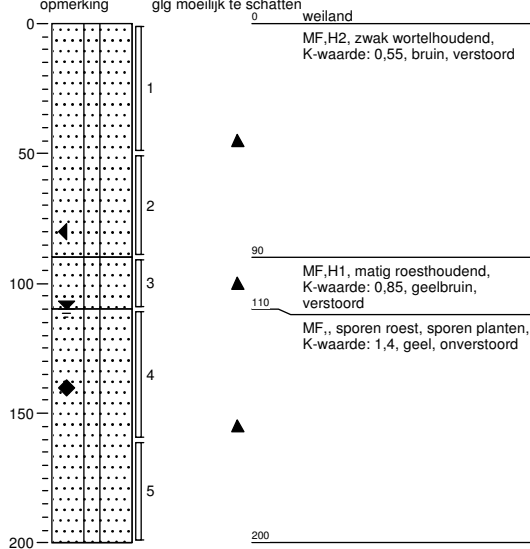 opmerking glg moeilijk te schatten
0 0 weiland
MF,H2, zwak wortelhoudend,
K-waarde: 0,55, bruin, verstoord
1
50
2
90
MF,H1, matig roesthoudend,
100 3 K-waarde: 0,85, geelbruin,
110 verstoord
MF,, sporen roest, sporen planten,
K-waarde: 1,4, geel, onverstoord
4
150
5
200 200